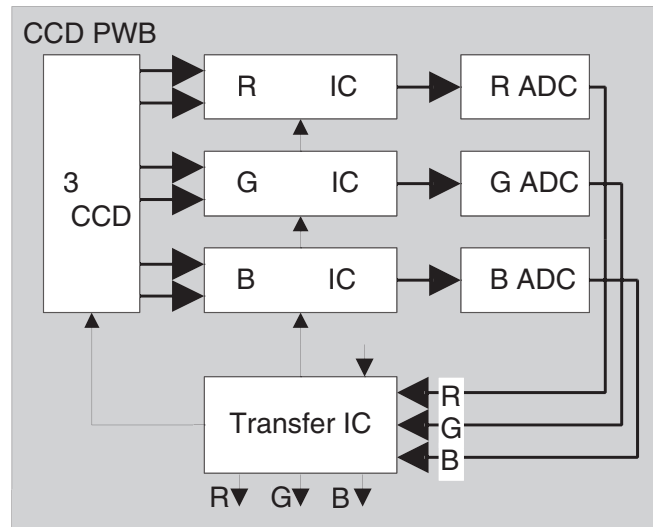 CCD PWB
R IC
R ADC
3
CCD
G IC
G ADC
B IC
B ADC
Transfer IC
R
G
B
R G B